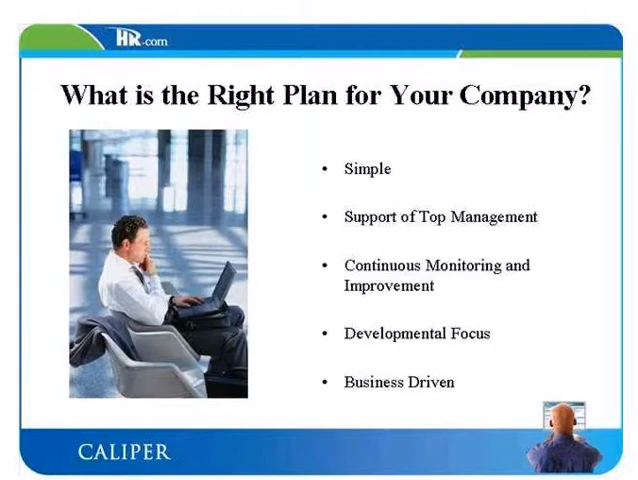 HR.com
What is the Right Plan for Your Company?
• Simple
• Support of Top Management
• Continuous Monitoring and
Improvement
• Developmental Focus
• Business Driven
CALIPER